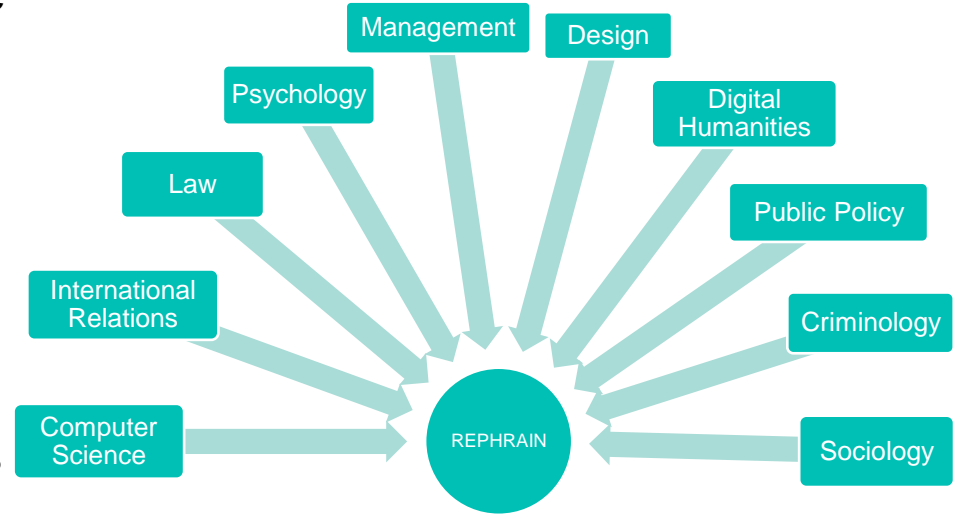 Management
Design
Psychology
Digital
Humanities
Law
Public Policy
International
Relations
Criminology
Computer
Science
REPHRAIN
Sociology